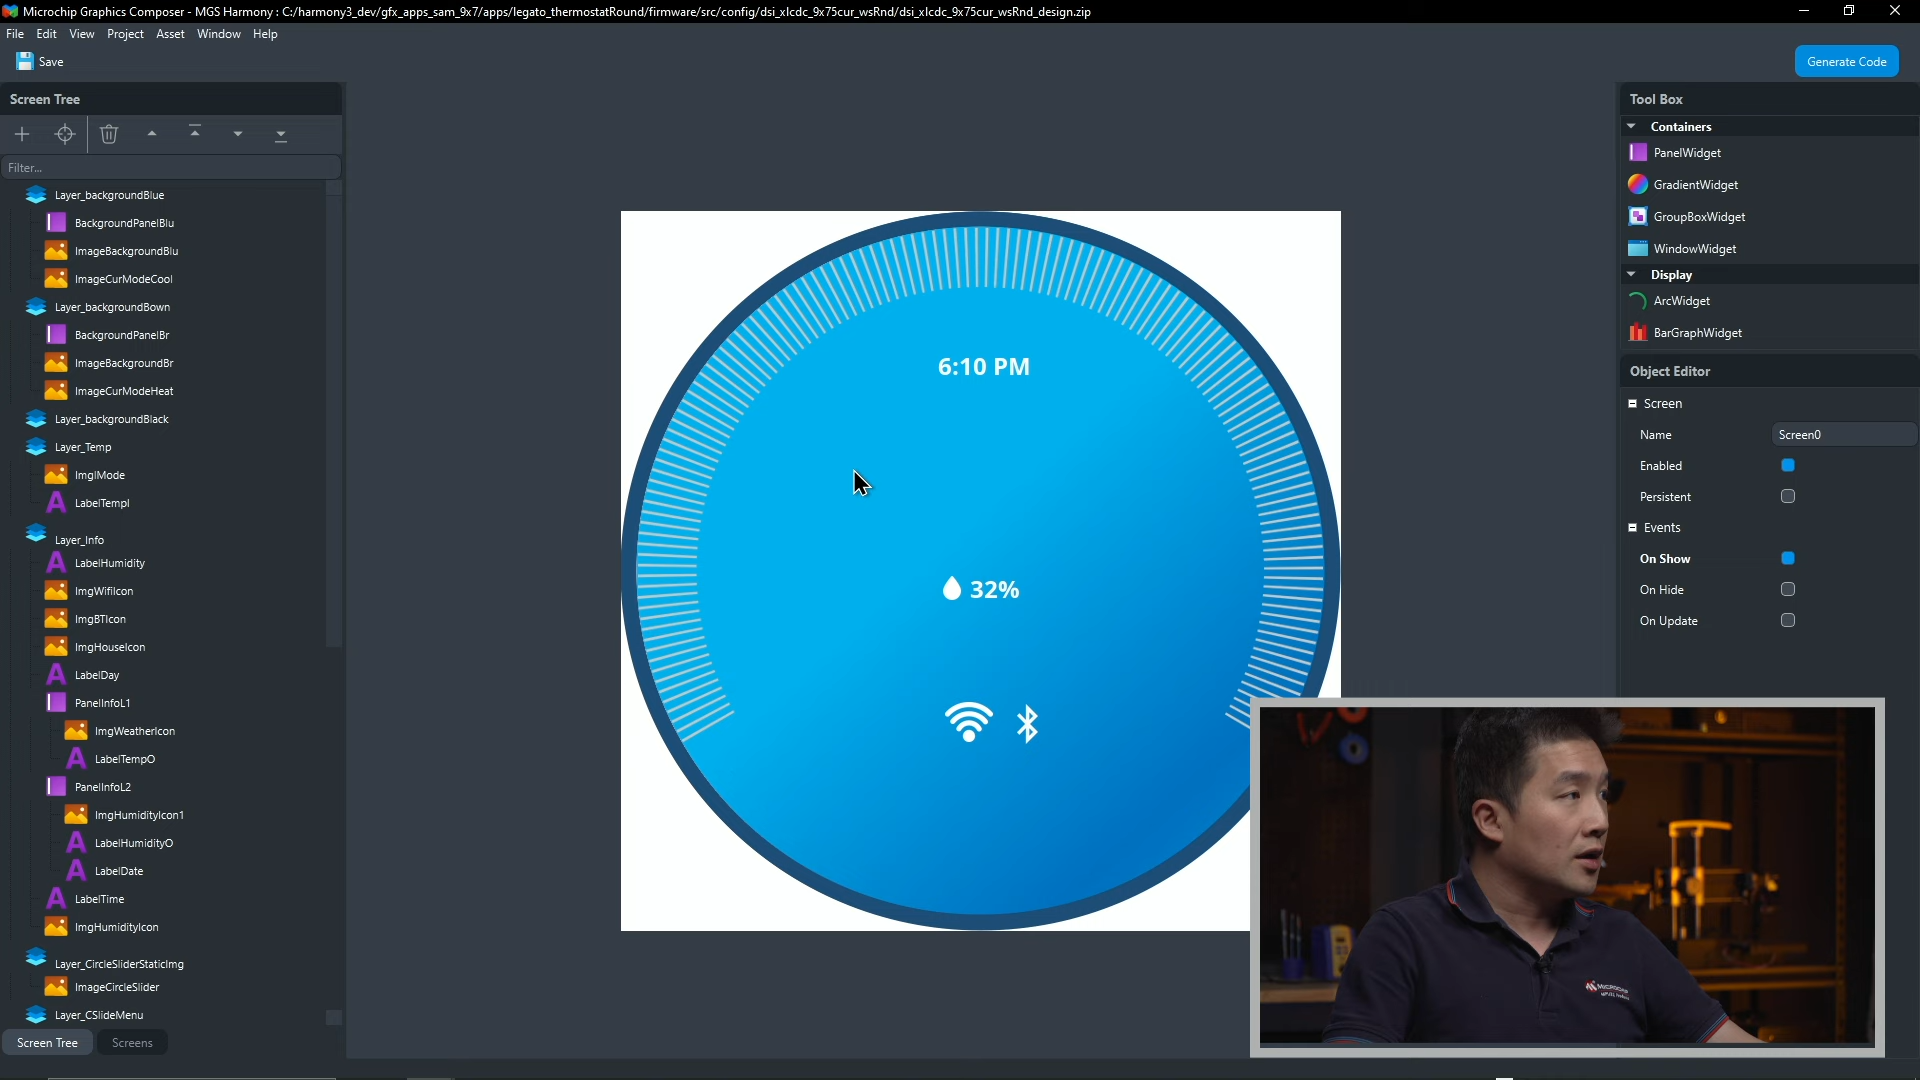 Microchip Graphics Composer - MGS Harmony : C:/harmony3_dev/gfx_apps_sam_9x7/apps/legato_thermostatRound/firmware/src/config/dsi_xlcdc_9x75cur_wsRnd/dsi_xlcdc_9x75cur_wsRnd_design.zip
File Edit View Project Asset Window Help
Save
Generate Code
Screen Tree
Filter...
Layer_backgroundBlue
BackgroundPanelBlu
ImageBackgroundBlu
ImageCurModeCool
Layer_backgroundBown
BackgroundPanelBr
ImageBackgroundBr
ImageCurModeHeat
Layer_backgroundBlack
Layer_Temp
ImgIMode
LabelTempI
Layer_Info
LabelHumidity
ImgWifiIcon
ImgBTIcon
ImgHouseIcon
LabelDay
PanelInfoL1
ImgWeatherIcon
LabelTempO
PanelInfoL2
ImgHumidityIcon1
LabelHumidityO
LabelDate
LabelTime
ImgHumidityIcon
Layer_CircleSliderStaticImg
ImageCircleSlider
Layer_CSlideMenu
Screen Tree
Screens
6:10 PM
32%
Tool Box
Containers
PanelWidget
GradientWidget
GroupBoxWidget
WindowWidget
Display
ArcWidget
BarGraphWidget
Object Editor
Screen
Name Screen0
Enabled
Persistent
Events
On Show
On Hide
On Update
MICROCHIP